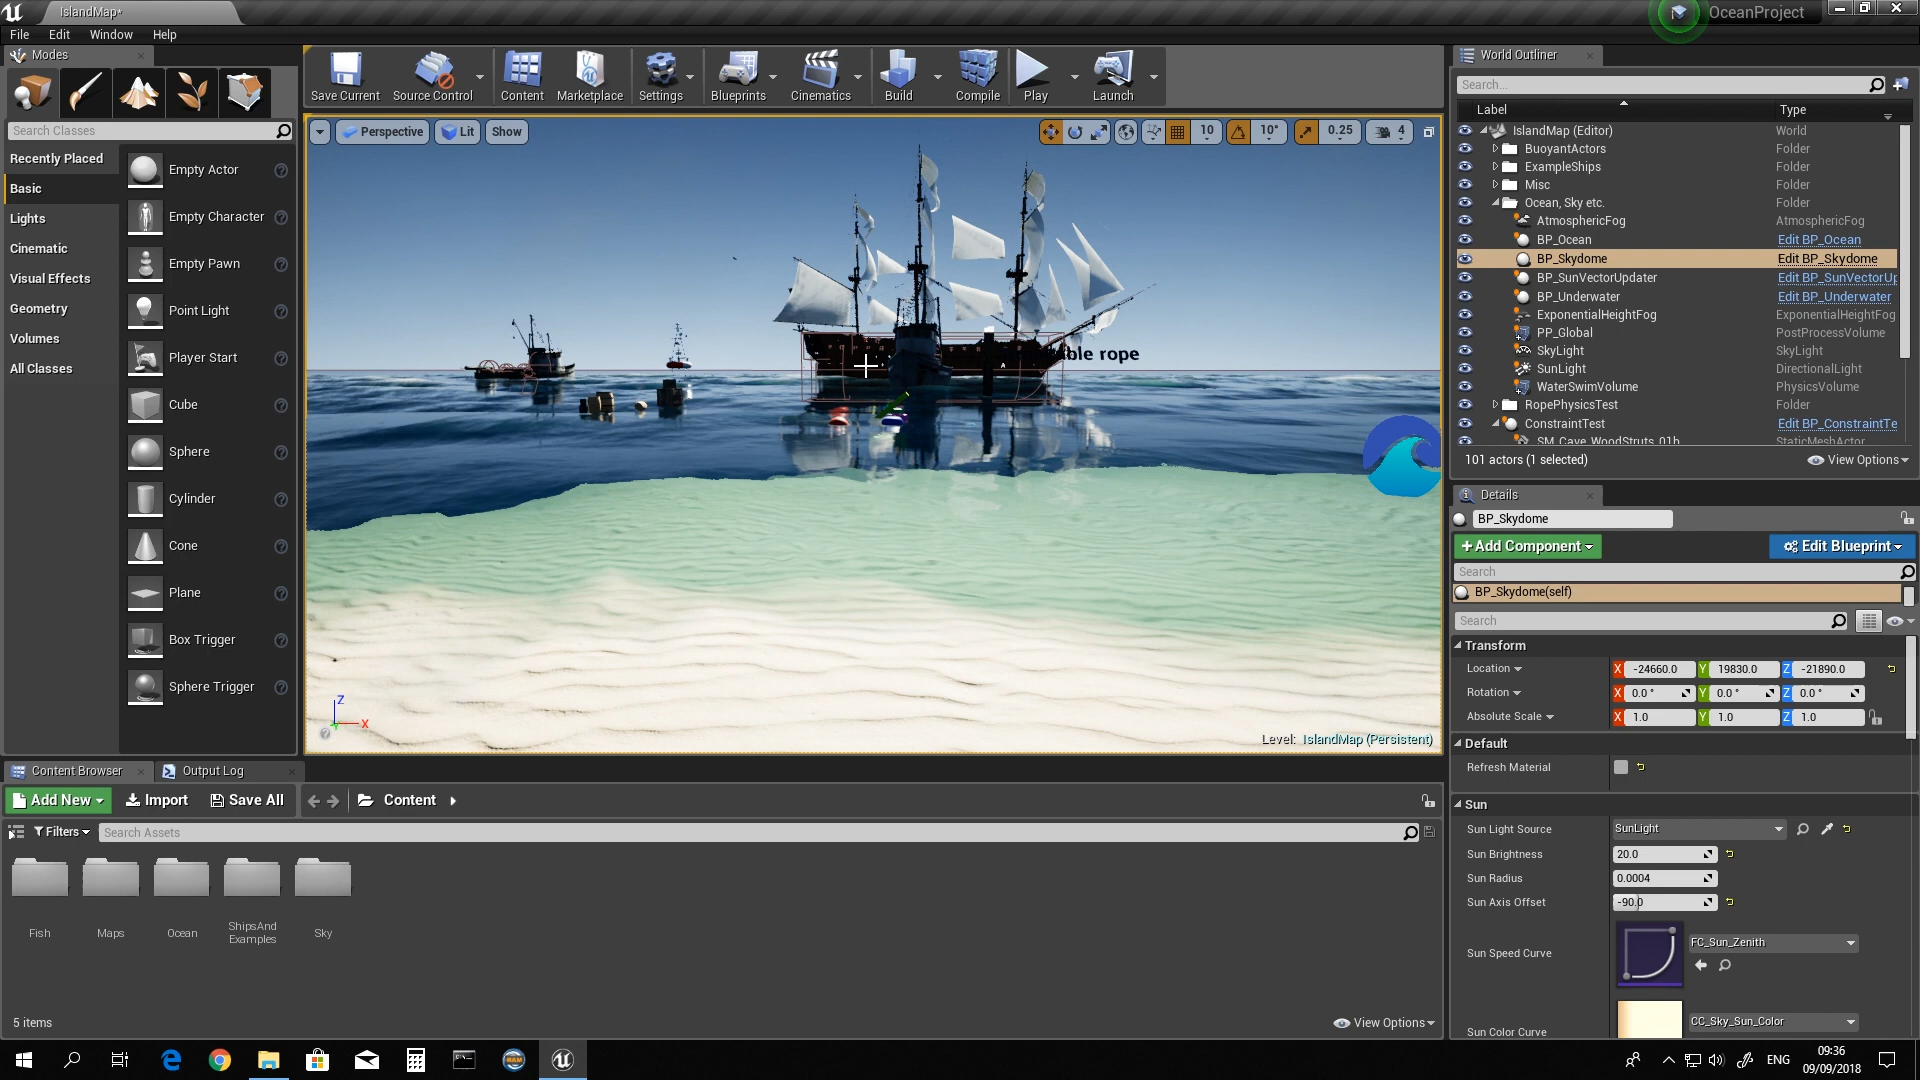 IslandMap*
OceanProject
File Edit Window Help
Modes
Search Classes
Recently Placed
Basic
Lights
Cinematic
Visual Effects
Geometry
Volumes
All Classes
Empty Actor
Empty Character
Empty Pawn
Point Light
Player Start
Cube
Sphere
Cylinder
Cone
Plane
Box Trigger
Sphere Trigger
Save Current Source Control Content Marketplace Settings Blueprints Cinematics Build Compile Play Launch
Perspective Lit Show 10 10° 0.25 4
able rope
Z
X
Level: IslandMap (Persistent)
World Outliner
Search...
Label Type
IslandMap (Editor) World
BuoyantActors Folder
ExampleShips Folder
Misc Folder
Ocean, Sky etc. Folder
AtmosphericFog AtmosphericFog
BP_Ocean Edit BP_Ocean
BP_Skydome Edit BP_Skydome
BP_SunVectorUpdater Edit BP_SunVectorUp
BP_Underwater Edit BP_Underwater
ExponentialHeightFog ExponentialHeightFog
PP_Global PostProcessVolume
SkyLight SkyLight
SunLight DirectionalLight
WaterSwimVolume PhysicsVolume
RopePhysicsTest Folder
ConstraintTest Edit BP_ConstraintTe
SM_Cave_WoodStruts_01b StaticMeshActor
101 actors (1 selected) View Options
Details
BP_Skydome
+Add Component Edit Blueprint
Search
BP_Skydome(self)
Search
Transform
Location X -24660.0 Y 19830.0 Z -21890.0
Rotation X 0.0 ° Y 0.0 ° Z 0.0 °
Absolute Scale X 1.0 Y 1.0 Z 1.0
Default
Refresh Material
Sun
Sun Light Source SunLight
Sun Brightness 20.0
Sun Radius 0.0004
Sun Axis Offset -90.0
Sun Speed Curve FC_Sun_Zenith
Sun Color Curve CC_Sky_Sun_Color
Content Browser Output Log
Add New Import Save All Content
Filters Search Assets
Fish
Maps
Ocean
ShipsAnd
Examples
Sky
5 items View Options
ENG
09:36
09/09/2018